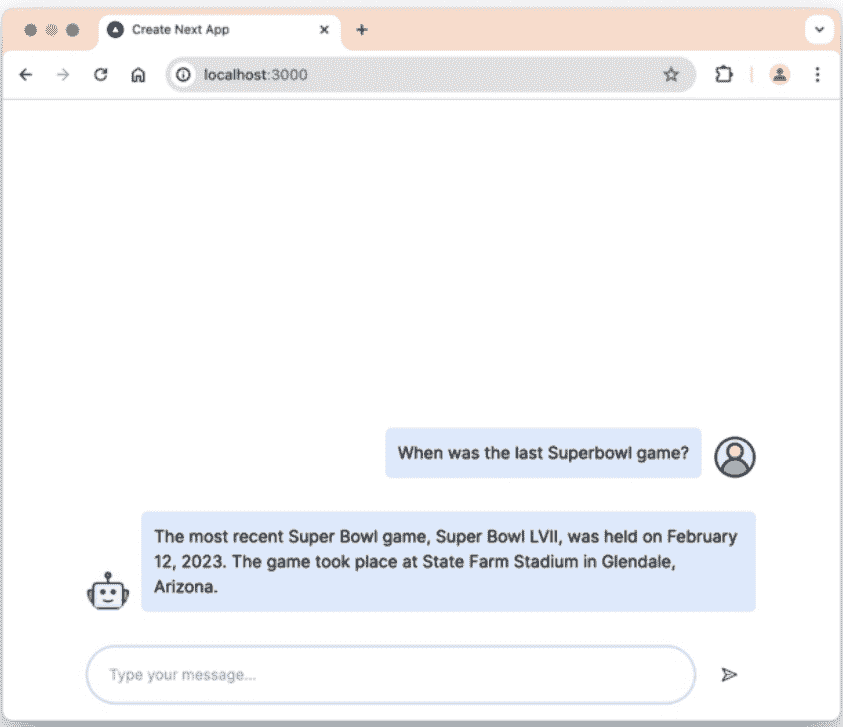 Create Next App
localhost:3000
When was the last Superbowl game?
The most recent Super Bowl game, Super Bowl LVII, was held on February
12, 2023. The game took place at State Farm Stadium in Glendale,
Arizona.
Type your message...